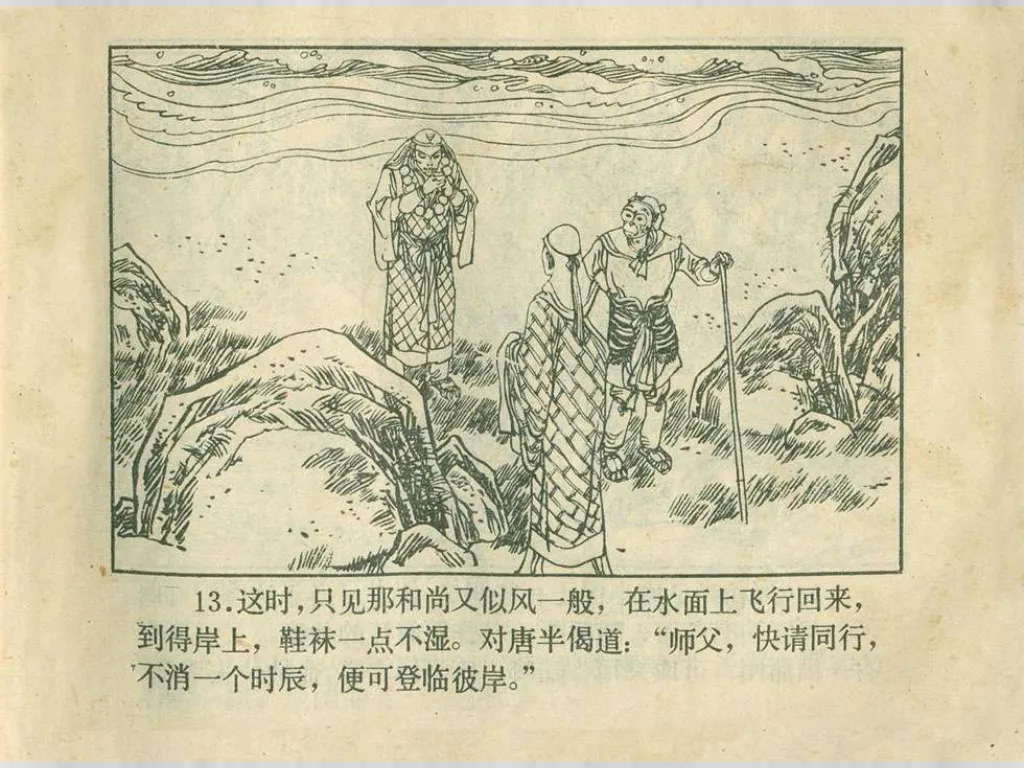 13.这时，只见那和尚又似风一般，在水面上飞行回来，
到得岸上，鞋袜一点不湿。对唐半偈道：“师父，快请同行，
不消一个时辰，便可登临彼岸。”